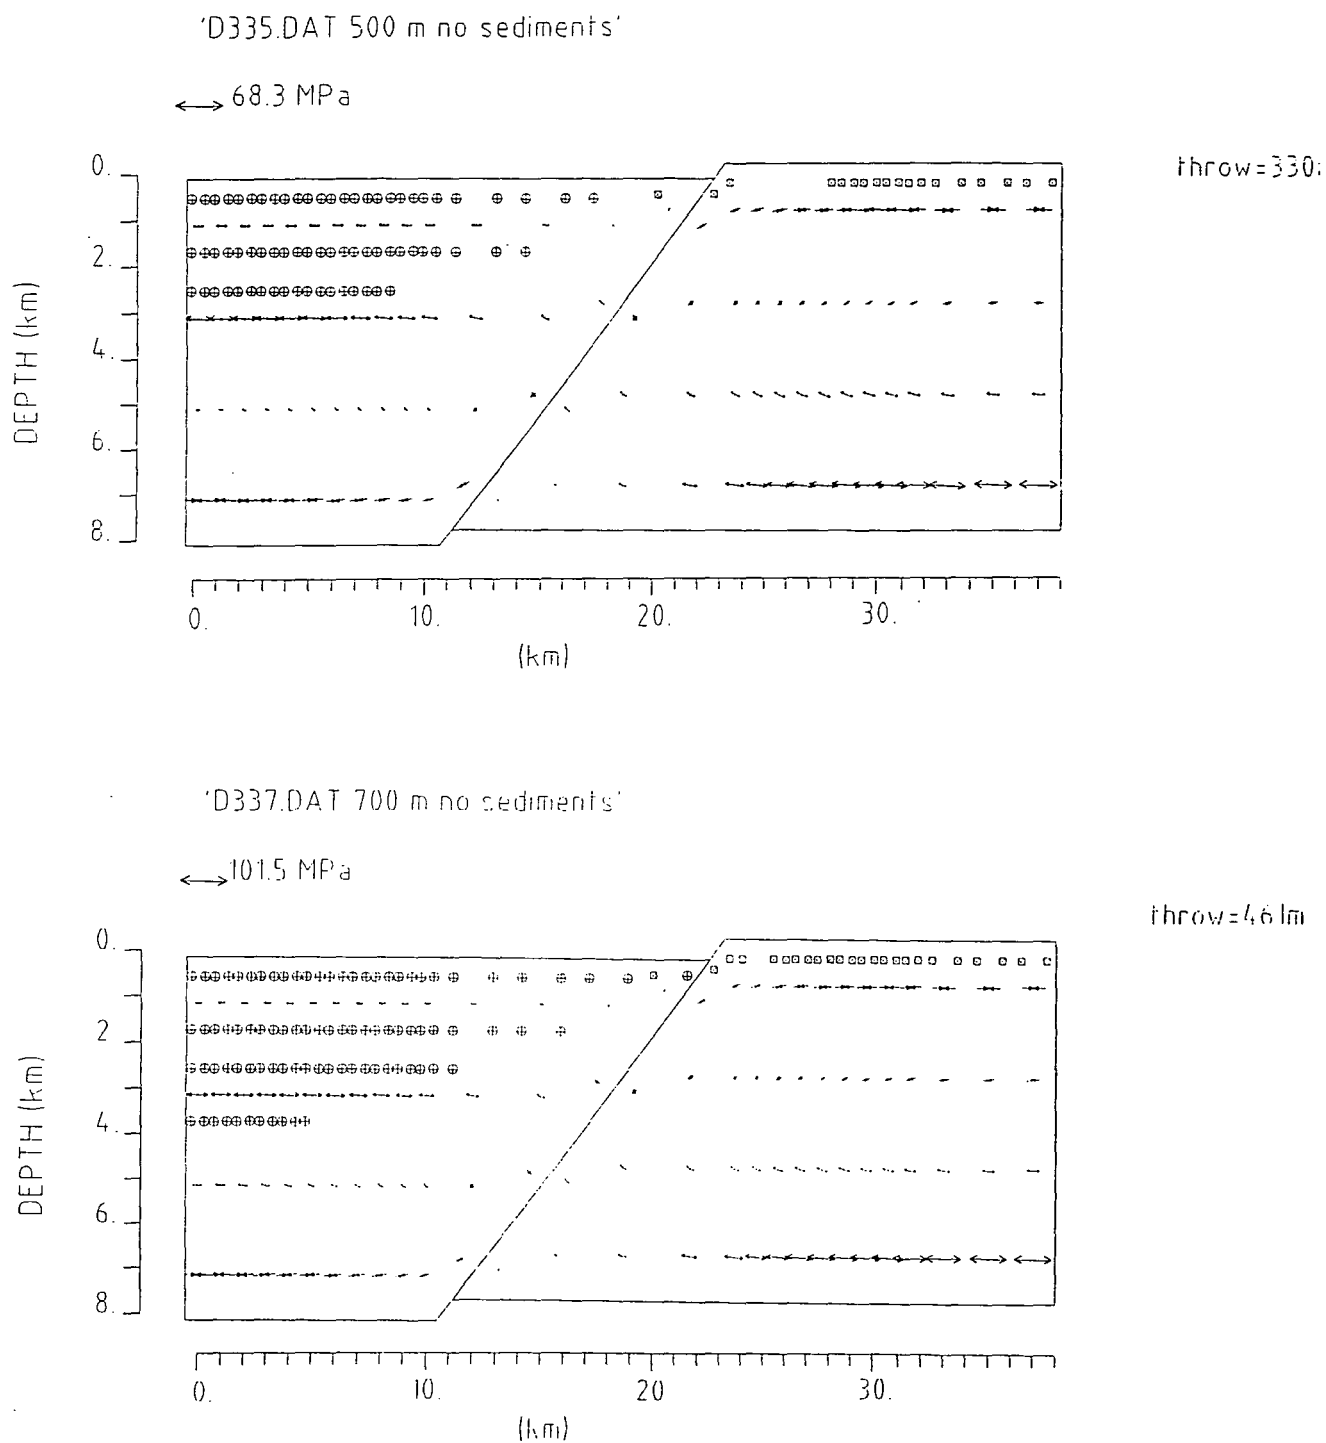 'D335.DAT 500 m no sediments'
68.3 MPa
throw=330
0.
2.
4.
6.
8.
DEPTH (km)
0.
10.
20.
30.
(km)
'D337.DAT 700 m no sediments'
101.5 MPa
throw=461m
0.
2
4.
6.
8.
DEPTH (km)
0.
10.
20.
30.
(km)